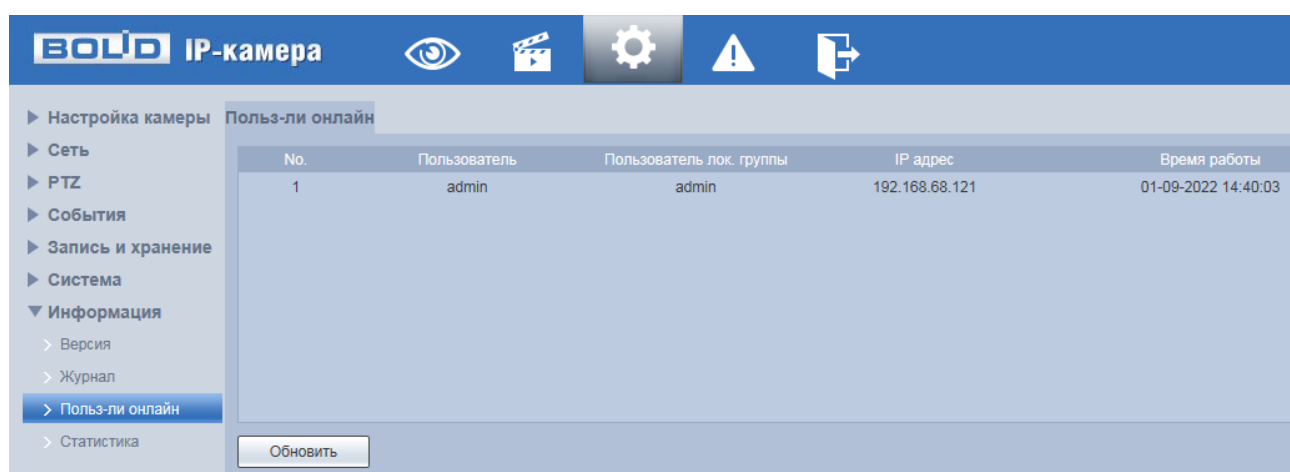 BOLID IP-камера
Настройка камеры
Сеть
PTZ
События
Запись и хранение
Система
Информация
Версия
Журнал
Польз-ли онлайн
Статистика
Польз-ли онлайн
No. Пользователь Пользователь лок. группы IP адрес Время работы
1 admin admin 192.168.68.121 01-09-2022 14:40:03
Обновить